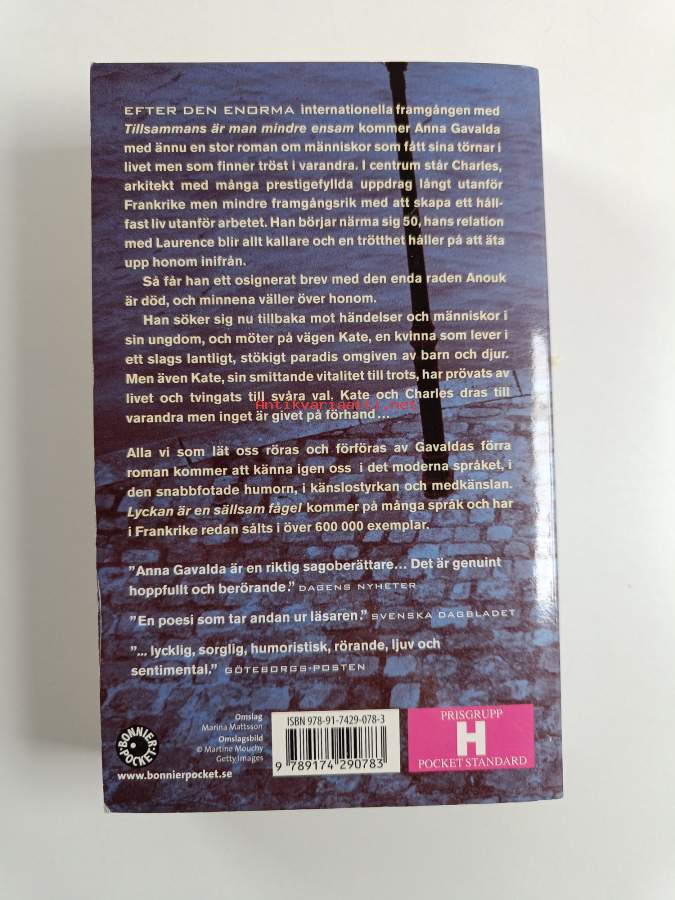 EFTER DEN ENORMA internationella framgången med
Tillsammans är man mindre ensam kommer Anna Gavalda
med ännu en stor roman om människor som fått sina törnar i
livet men som finner tröst i varandra. I centrum står Charles,
arkitekt med många prestigefyllda uppdrag långt utanför
Frankrike men mindre framgångsrik med att skapa ett håll-
fast liv utanför arbetet. Han börjar närma sig 50, hans relation
med Laurence blir allt kallare och en trötthet håller på att äta
upp honom inifrån.
Så får han ett osignerat brev med den enda raden Anouk
är död, och minnena väller över honom.
Han söker sig nu tillbaka mot händelser och människor i
sin ungdom, och möter på vägen Kate, en kvinna som lever i
ett slags lantligt, stökigt paradis omgiven av barn och djur.
Men även Kate, sin smittande vitalitet till trots, har prövats av
livet och tvingats till svåra val. Kate och Charles dras till
Antikvariaatti.net
varandra men inget är givet på förhand...
Alla vi som lät oss röras och förföras av Gavaldas förra
roman kommer att känna igen oss i det moderna språket, i
den snabbfotade humorn, i känslostyrkan och medkänslan.
Lyckan är en sällsam fågel kommer på många språk och har
i Frankrike redan sålts i över 600 000 exemplar.
"Anna Gavalda är en riktig sagoberättare... Det är genuint
hoppfullt och berörande." DAGENS NYHETER
"En poesi som tar andan ur läsaren." SVENSKA DAGBLADET
"... lycklig, sorglig, humoristisk, rörande, ljuv och
sentimental." GÖTEBORGS-POSTEN
BONNIER
POCKET
www.bonnierpocket.se
Omslag
Marina Mattsson
Omslagsbild
© Martine Mouchy
Getty Images
ISBN 978-91-7429-078-3
9 789174 290783
PRISGRUPP
H
POCKET STANDARD